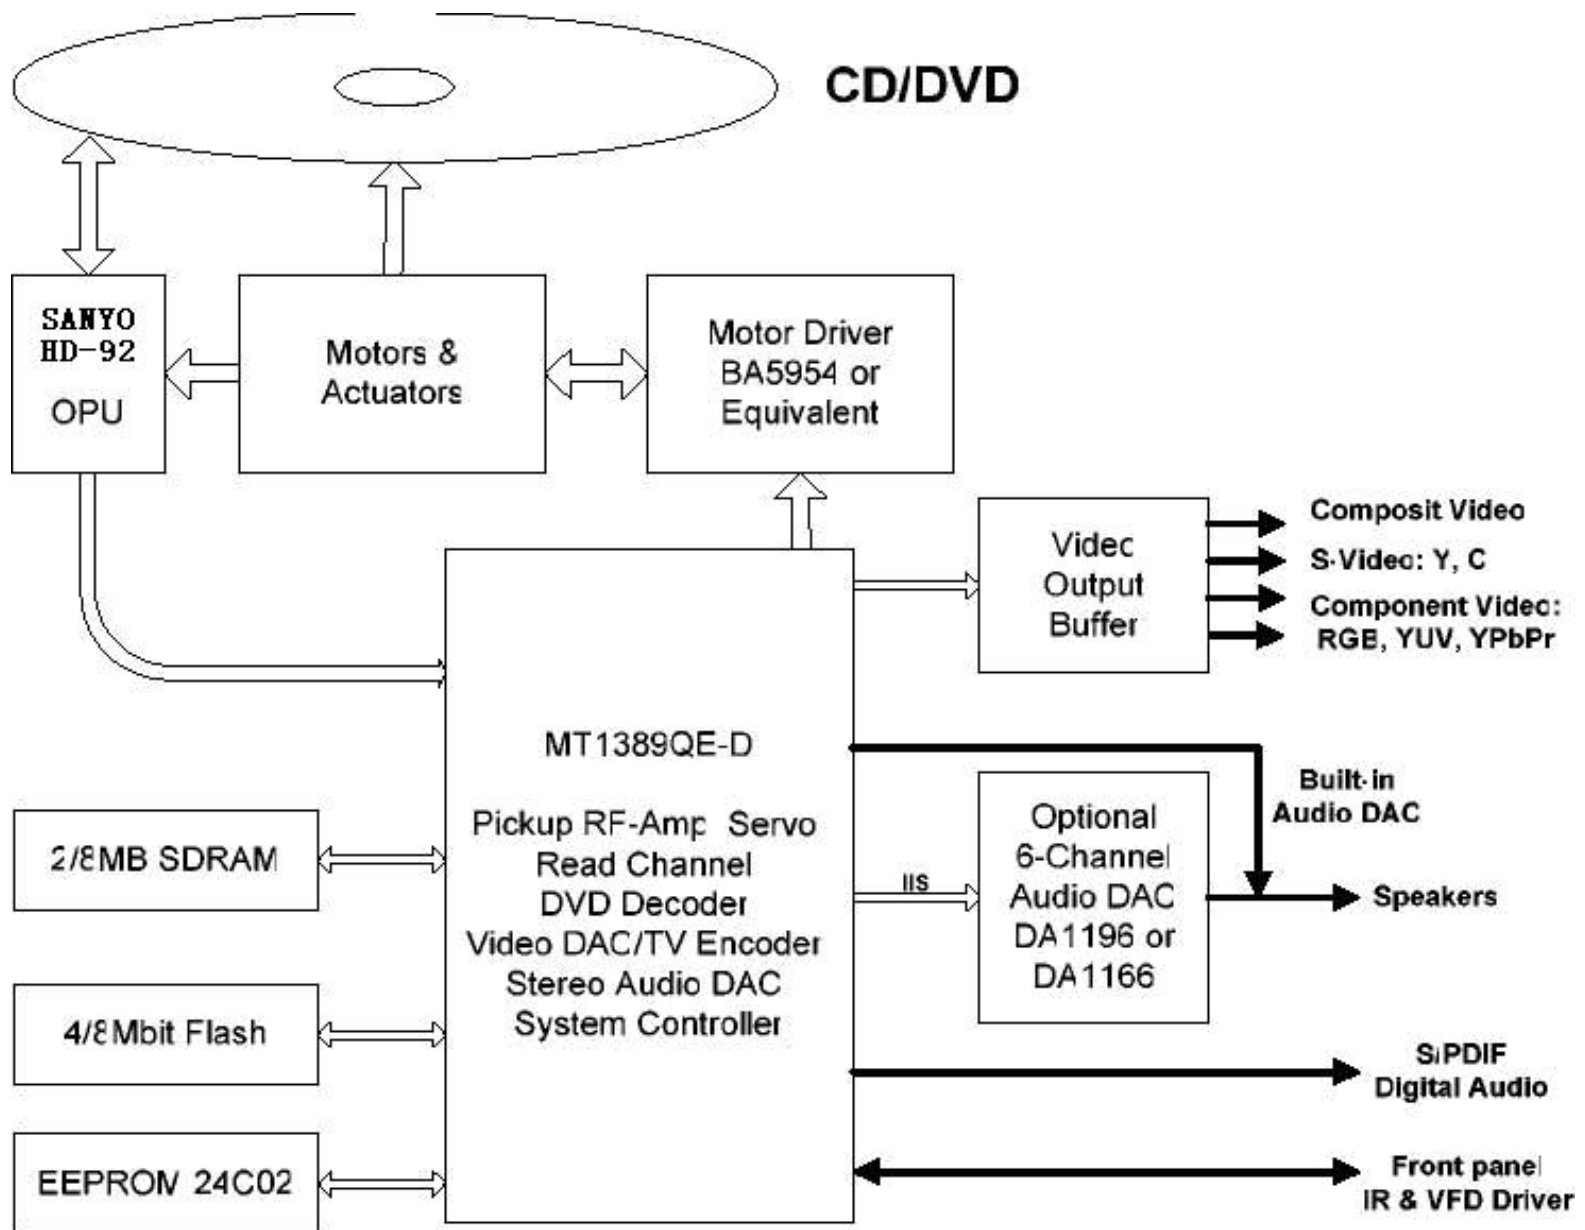 CD/DVD
SANYO
HD-92
OPU
Motors &
Actuators
Motor Driver
BA5954 or
Equivalent
Video
Output
Buffer
Composit Video
S-Video: Y, C
Component Video:
RGB, YUV, YPbPr
MT1389QE-D
Pickup RF-Amp Servo
Read Channel
DVD Decoder
Video DAC/TV Encoder
Stereo Audio DAC
System Controller
2/8MB SDRAM
4/8Mbit Flash
EEPROM 24C02
IIS
Optional
6-Channel
Audio DAC
DA1196 or
DA1166
Built-in
Audio DAC
Speakers
S/PDIF
Digital Audio
Front panel
IR & VFD Driver